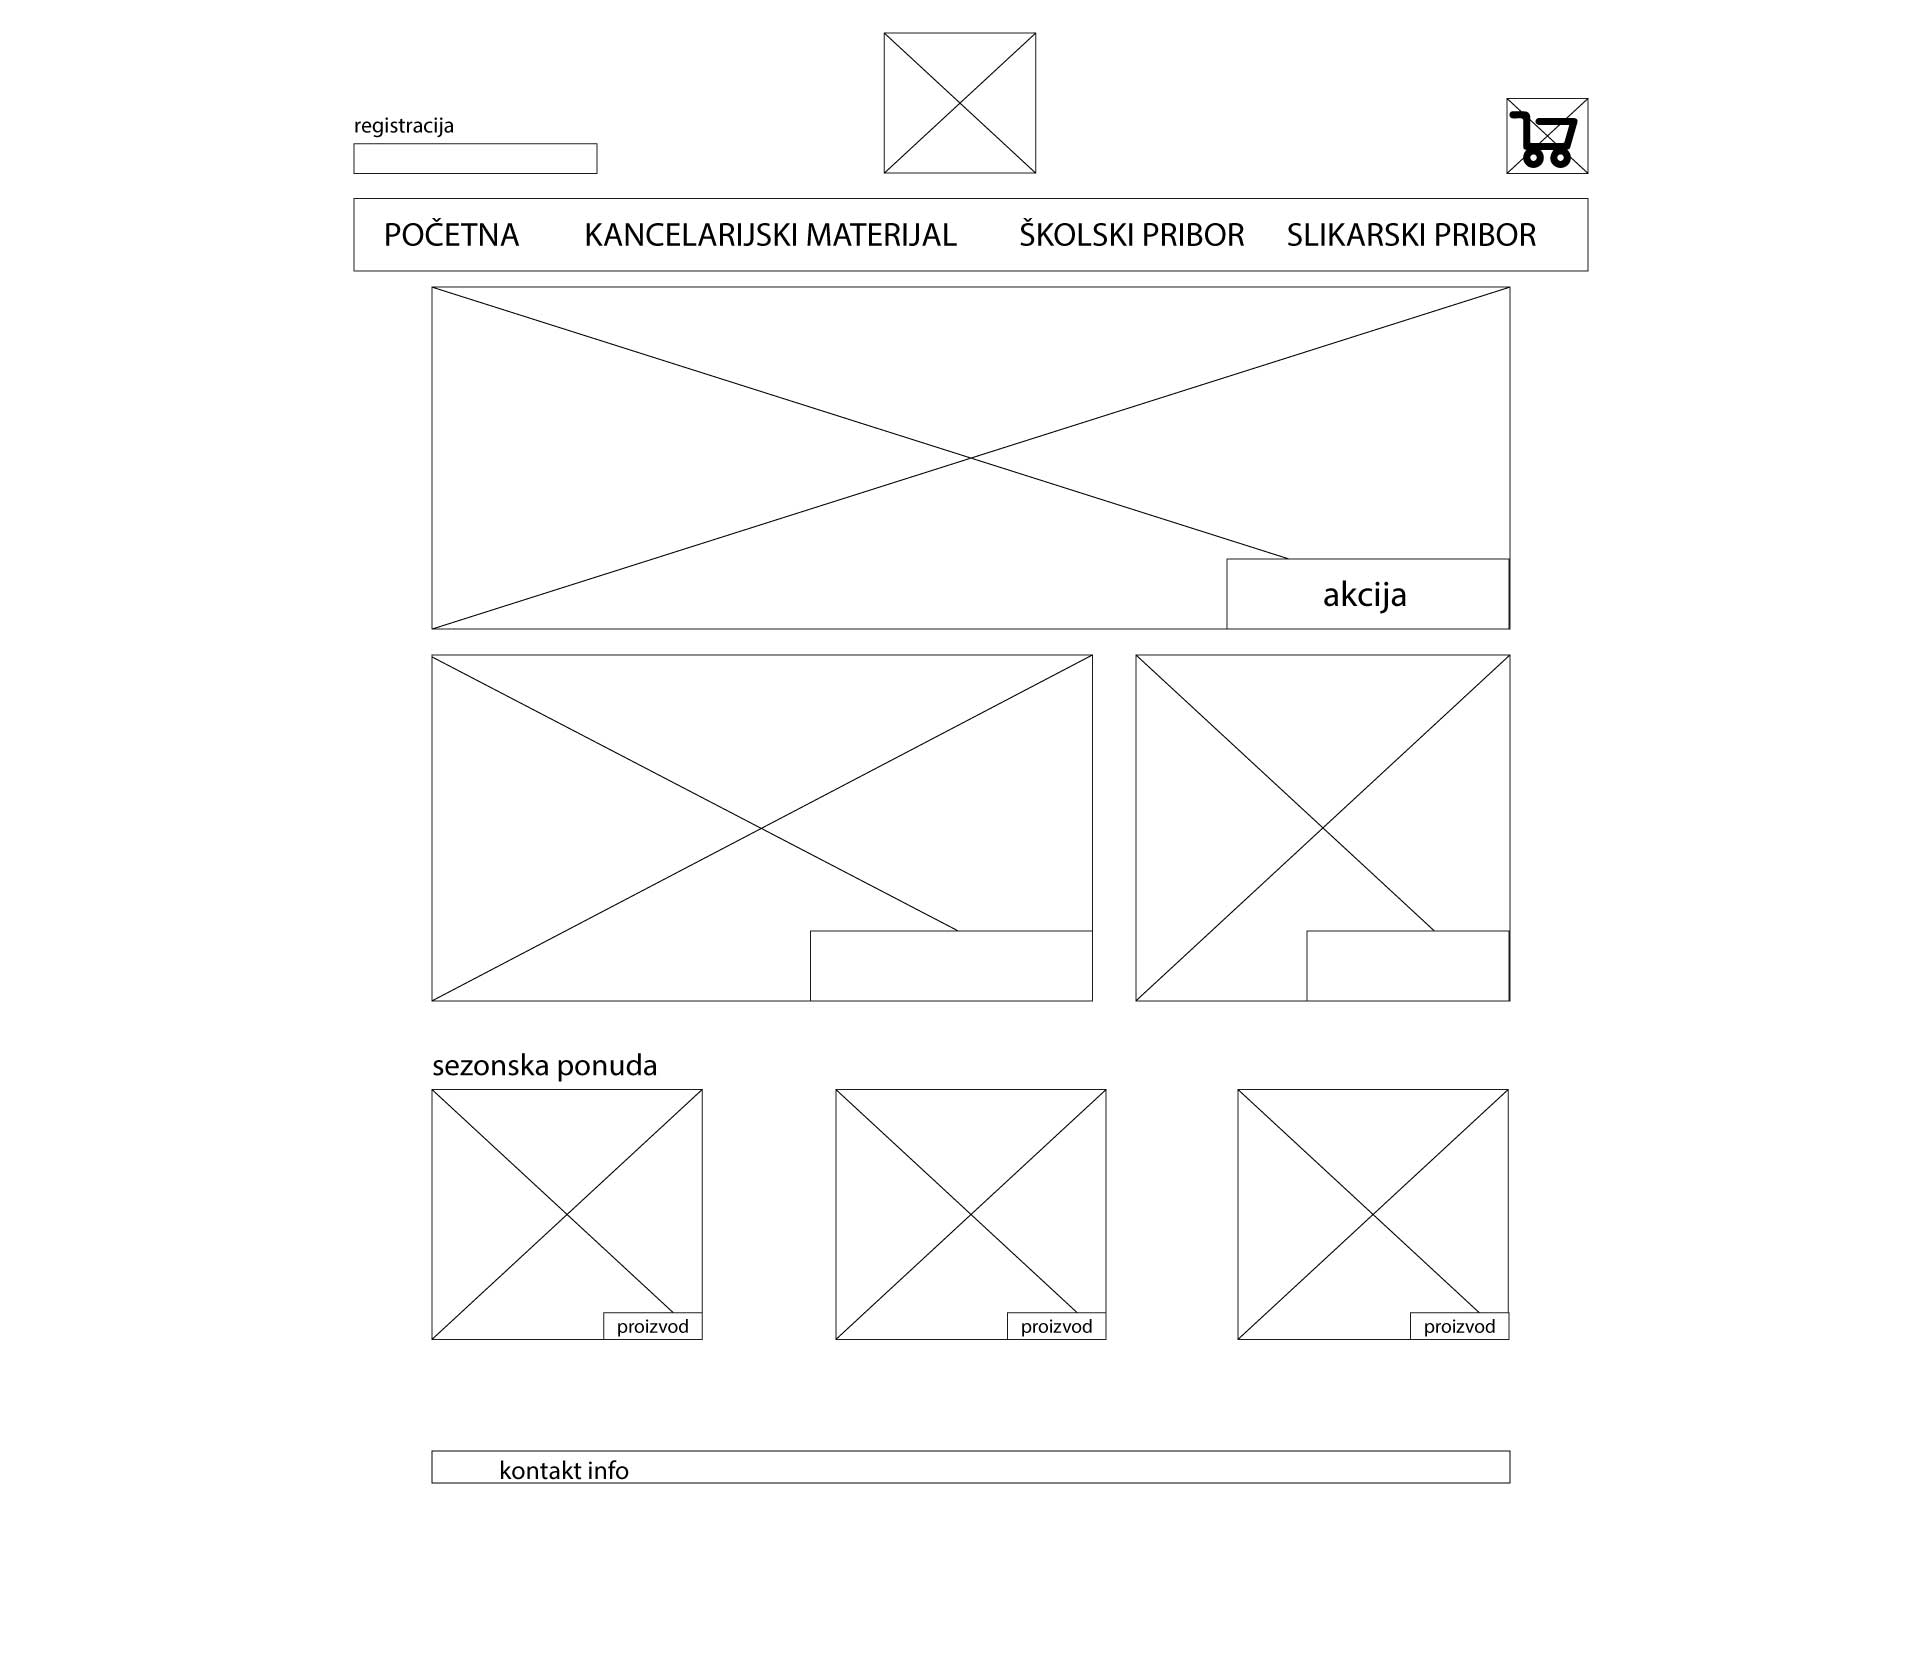 registracija
POČETNA
KANCELARIJSKI MATERIJAL
ŠKOLSKI PRIBOR
SLIKARSKI PRIBOR
akcija
sezonska ponuda
proizvod
proizvod
proizvod
kontakt info